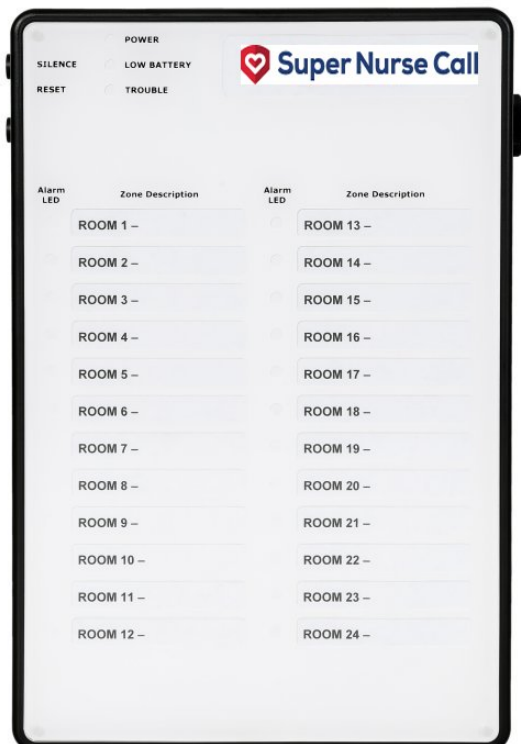 POWER
SILENCE LOW BATTERY
RESET TROUBLE
Super Nurse Call
Alarm LED Zone Description
ROOM 1 –
ROOM 2 –
ROOM 3 –
ROOM 4 –
ROOM 5 –
ROOM 6 –
ROOM 7 –
ROOM 8 –
ROOM 9 –
ROOM 10 –
ROOM 11 –
ROOM 12 –
Alarm LED Zone Description
ROOM 13 –
ROOM 14 –
ROOM 15 –
ROOM 16 –
ROOM 17 –
ROOM 18 –
ROOM 19 –
ROOM 20 –
ROOM 21 –
ROOM 22 –
ROOM 23 –
ROOM 24 –